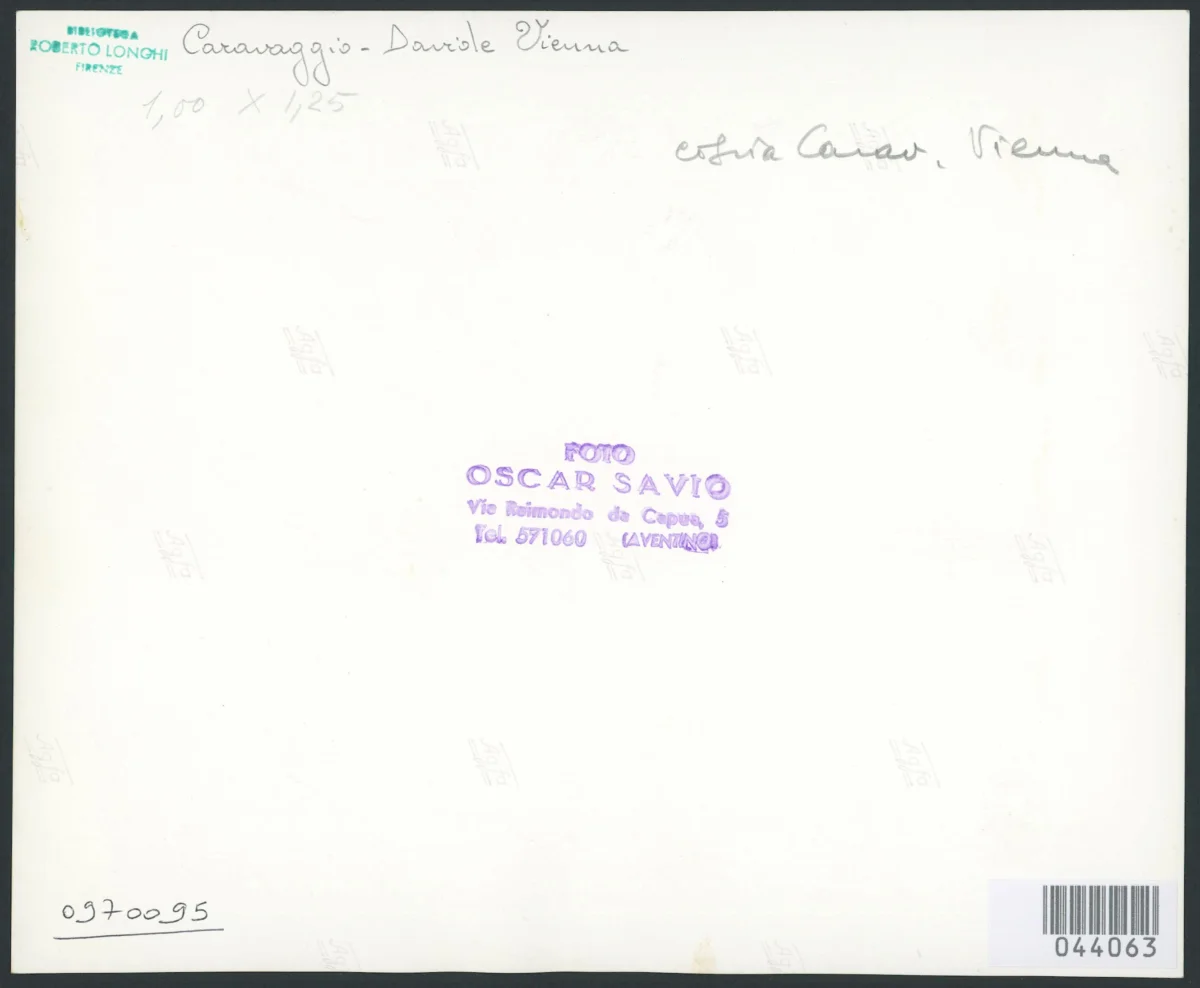 BIBLIOTECA
ROBERTO LONGHI
FIRENZE
Caravaggio - Davide Vienna
1,00 X 1,25
copia Carav. Vienna
FOTO
OSCAR SAVIO
Via Raimondo da Capua, 5
Tel. 571060 (AVENTINO)
0970095
044063